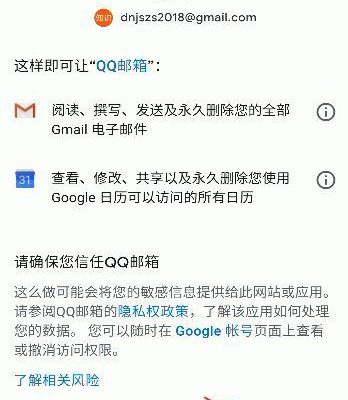 知识 dnjszs2018@gmail.com
这样即可让“QQ邮箱”：
阅读、撰写、发送及永久删除您的全部
Gmail 电子邮件
31
查看、修改、共享以及永久删除您使用
Google 日历可以访问的所有日历
请确保您信任QQ邮箱
这么做可能会将您的敏感信息提供给此网站或应用。
请参阅QQ邮箱的隐私权政策，了解该应用如何处理
您的数据。 您可以随时在 Google 帐号页面上查看
或撤消访问权限。
了解相关风险